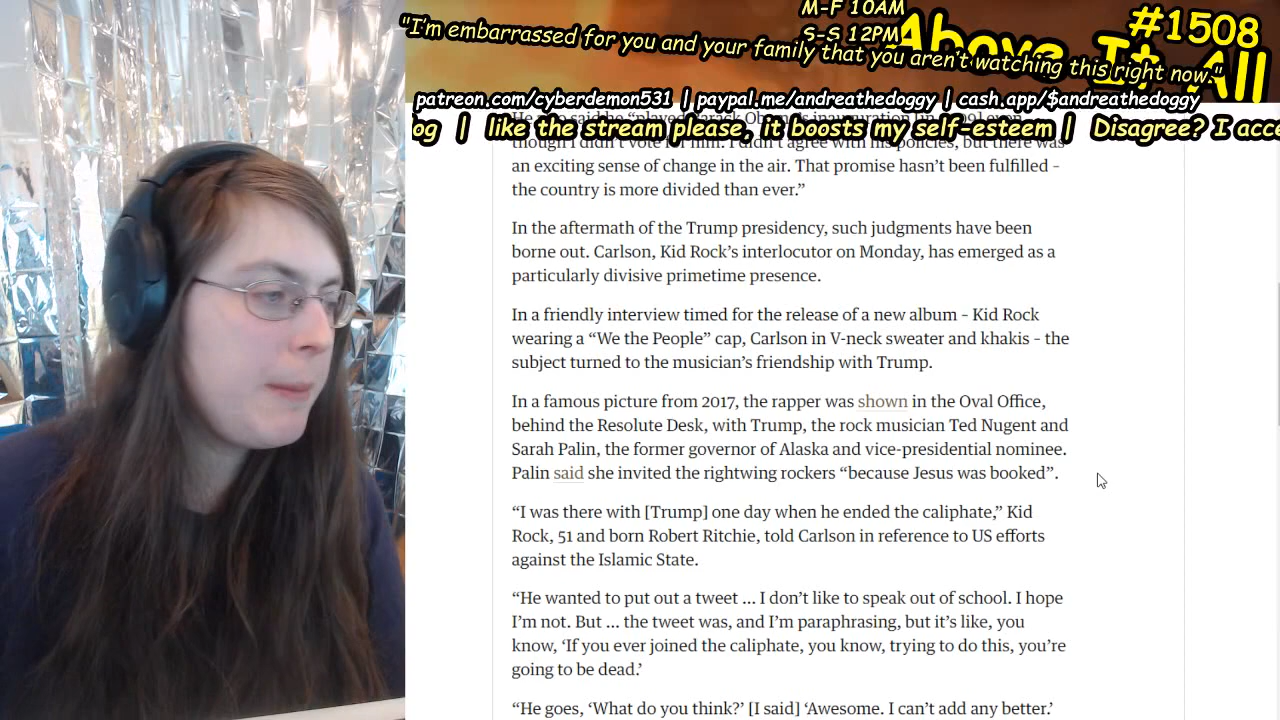 M-F 10AM
S-S 12PM
#1508
Above It All
"I'm embarrassed for you and your family that you aren't watching this right now."
patreon.com/cyberdemon531 | paypal.me/andreathedoggy | cash.app/$andreathedoggy
og | like the stream please, it boosts my self-esteem | Disagree? I acce
He also said he "played Barack Obama's inauguration even
though I didn't vote for him. I didn't agree with his policies, but there was
an exciting sense of change in the air. That promise hasn't been fulfilled –
the country is more divided than ever.”
In the aftermath of the Trump presidency, such judgments have been
borne out. Carlson, Kid Rock’s interlocutor on Monday, has emerged as a
particularly divisive primetime presence.
In a friendly interview timed for the release of a new album – Kid Rock
wearing a “We the People” cap, Carlson in V-neck sweater and khakis – the
subject turned to the musician’s friendship with Trump.
In a famous picture from 2017, the rapper was shown in the Oval Office,
behind the Resolute Desk, with Trump, the rock musician Ted Nugent and
Sarah Palin, the former governor of Alaska and vice-presidential nominee.
Palin said she invited the rightwing rockers “because Jesus was booked”.
“I was there with [Trump] one day when he ended the caliphate,” Kid
Rock, 51 and born Robert Ritchie, told Carlson in reference to US efforts
against the Islamic State.
“He wanted to put out a tweet ... I don’t like to speak out of school. I hope
I’m not. But ... the tweet was, and I’m paraphrasing, but it’s like, you
know, ‘If you ever joined the caliphate, you know, trying to do this, you’re
going to be dead.’
“He goes, ‘What do you think?’ [I said] ‘Awesome. I can’t add any better.’